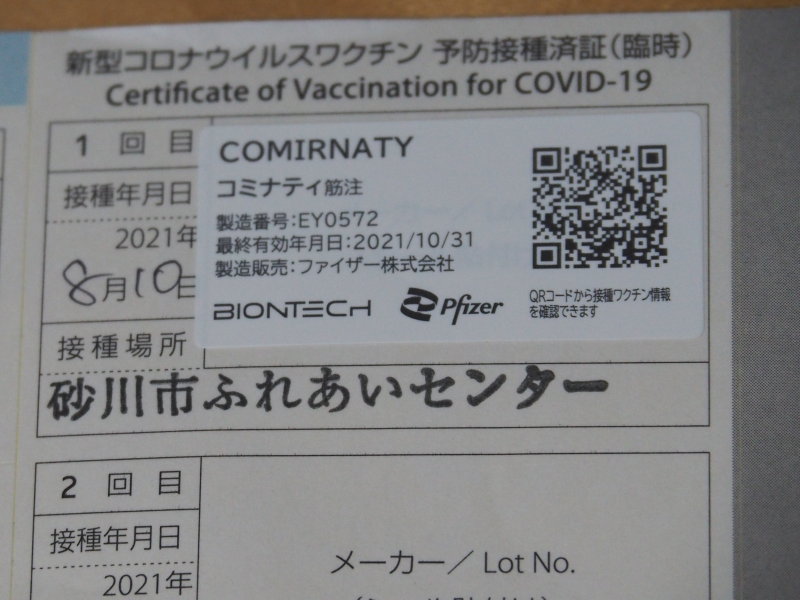 新型コロナウイルスワクチン 予防接種済証(臨時)
Certificate of Vaccination for COVID-19
1 回 目
COMIRNATY
コミナティ筋注
製造番号:EY0572
最終有効年月日:2021/10/31
製造販売:ファイザー株式会社
BIONTECH Pfizer
QRコードから接種ワクチン情報
を確認できます
接種年月日
2021年
8月10日
接種場所
砂川市ふれあいセンター
2 回 目
接種年月日
2021年
メーカー/ Lot No.